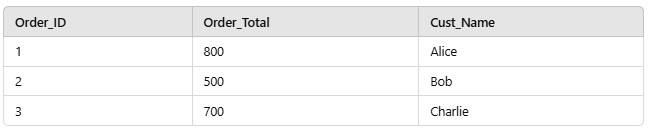 Order_ID Order_Total Cust_Name
1 800 Alice
2 500 Bob
3 700 Charlie